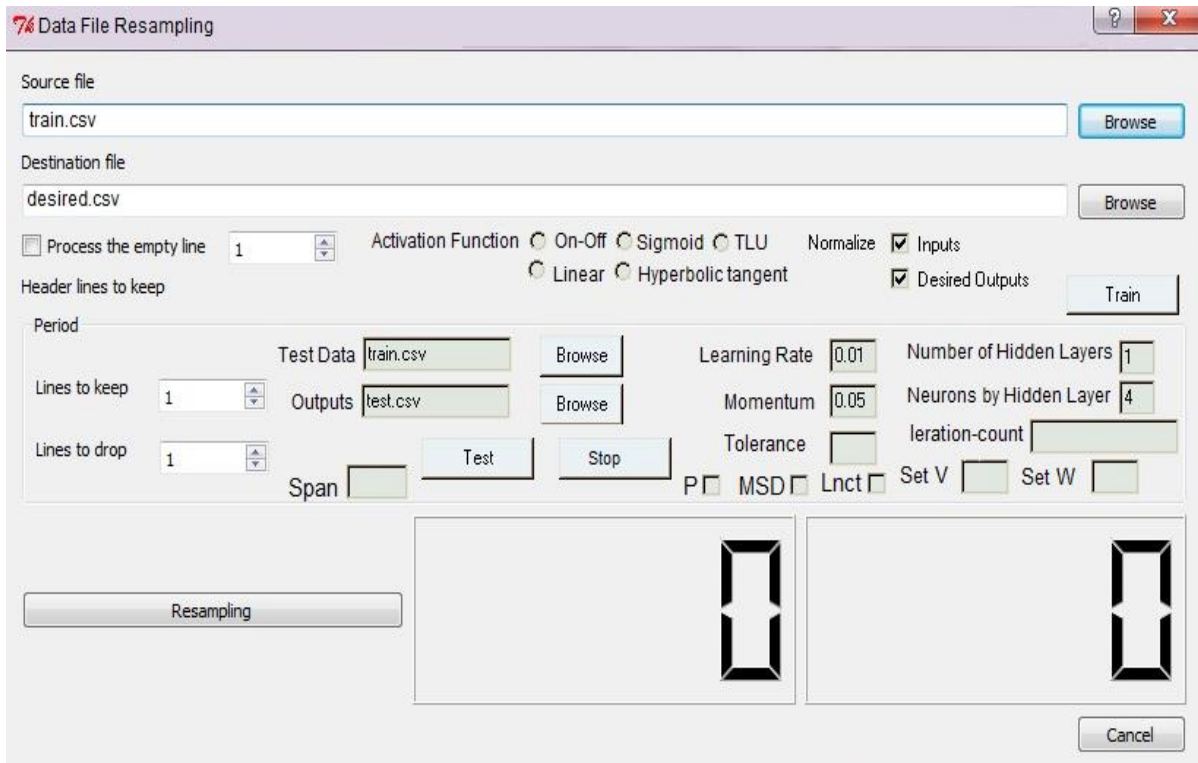 Data File Resampling
Source file
train.csv
Browse
Destination file
desired.csv
Browse
Process the empty line 1
Activation Function On-Off Sigmoid TLU
Linear Hyperbolic tangent
Normalize Inputs
Desired Outputs
Header lines to keep
Train
Period
Test Data train.csv Browse
Learning Rate 0.01
Number of Hidden Layers 1
Lines to keep 1
Outputs test.csv Browse
Momentum 0.05
Neurons by Hidden Layer 4
Lines to drop 1
Test
Stop
Tolerance
leration-count
Span
P MSD Lnct
Set V
Set W
Resampling
0
0
Cancel